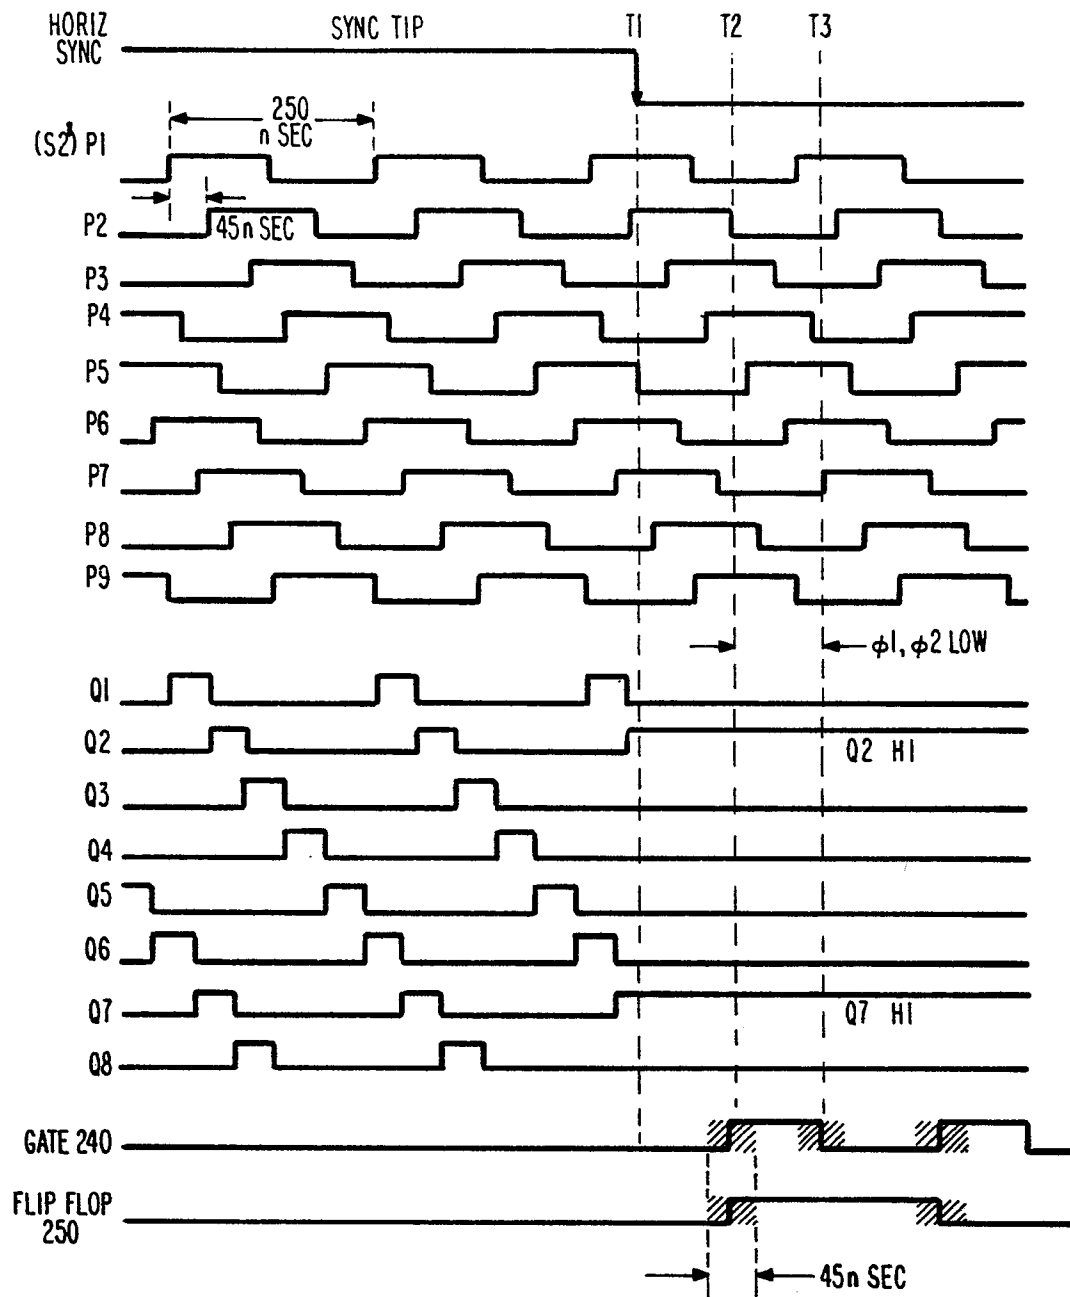 HORIZ SYNC
SYNC TIP
T1 T2 T3
250 n SEC
(S2) P1
45n SEC
P2
P3
P4
P5
P6
P7
P8
P9
ϕ1, ϕ2 LOW
Q1
Q2
Q2 HI
Q3
Q4
Q5
Q6
Q7
Q7 HI
Q8
GATE 240
FLIP FLOP
250
45n SEC